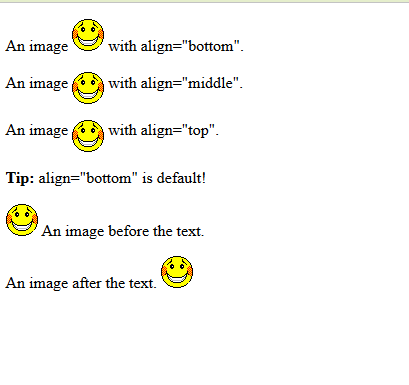 An image with align="bottom".
An image with align="middle".
An image with align="top".
Tip: align="bottom" is default!
An image before the text.
An image after the text.